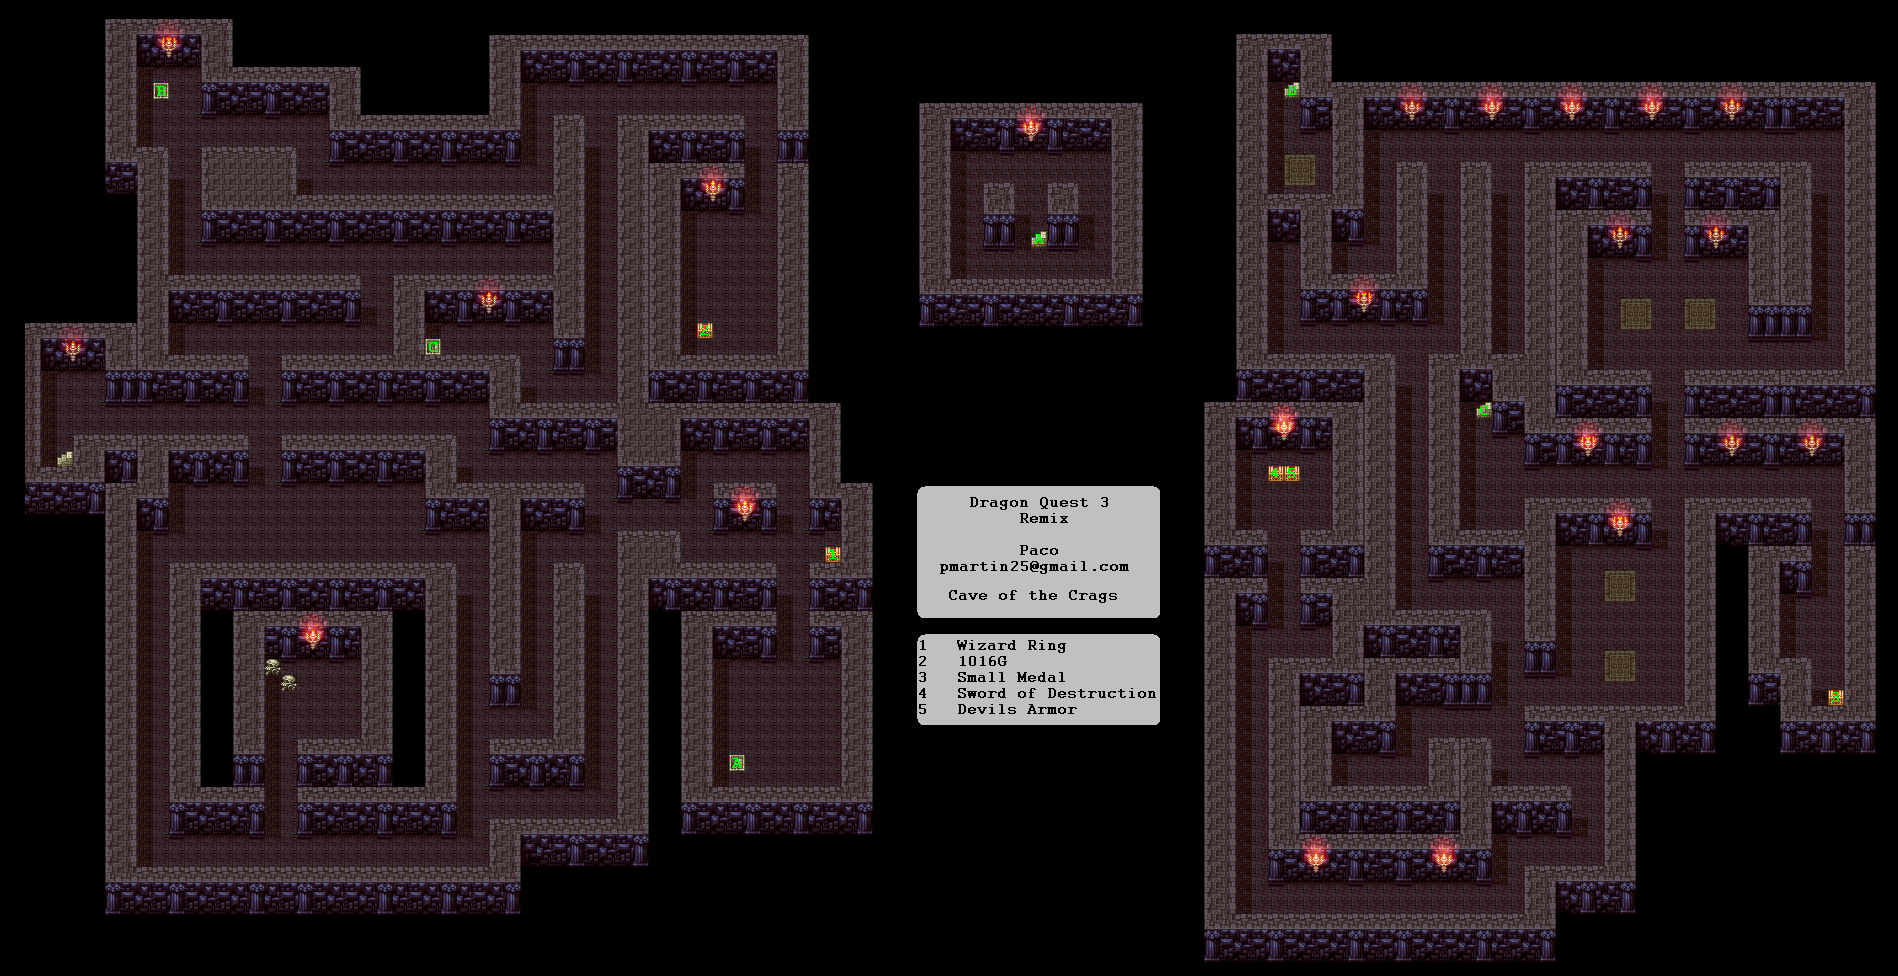 Dragon Quest 3
Remix
Paco
pmartin25@gmail.com
Cave of the Crags
1 Wizard Ring
2 1016G
3 Small Medal
4 Sword of Destruction
5 Devils Armor
B
C
A
A
C